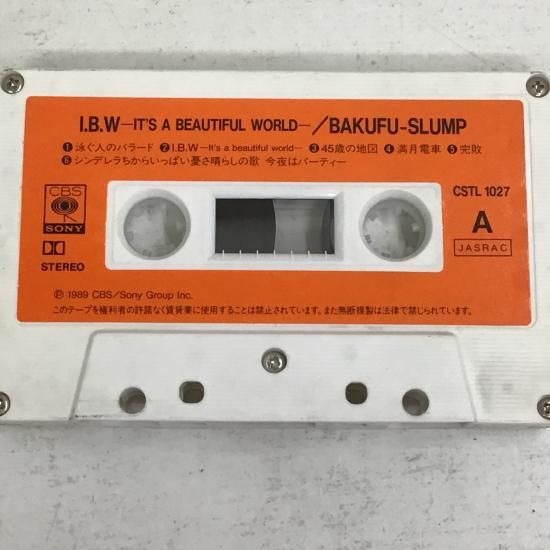 I.B.W—IT'S A BEAUTIFUL WORLD—/BAKUFU-SLUMP
❶泳ぐ人のバラード ❷I.B.W—It's a beautiful world— ❸45歳の地図 ❹満月電車 ❺完敗
❻シンデレラちからいっぱい憂さ晴らしの歌 今夜はパーティー
CBS
SONY
STEREO
CSTL 1027
A
JASRAC
Ⓟ 1989 CBS/Sony Group Inc.
このテープを権利者の許諾なく賃貸業に使用することは禁止されています。また無断複製は法律で禁じられています。